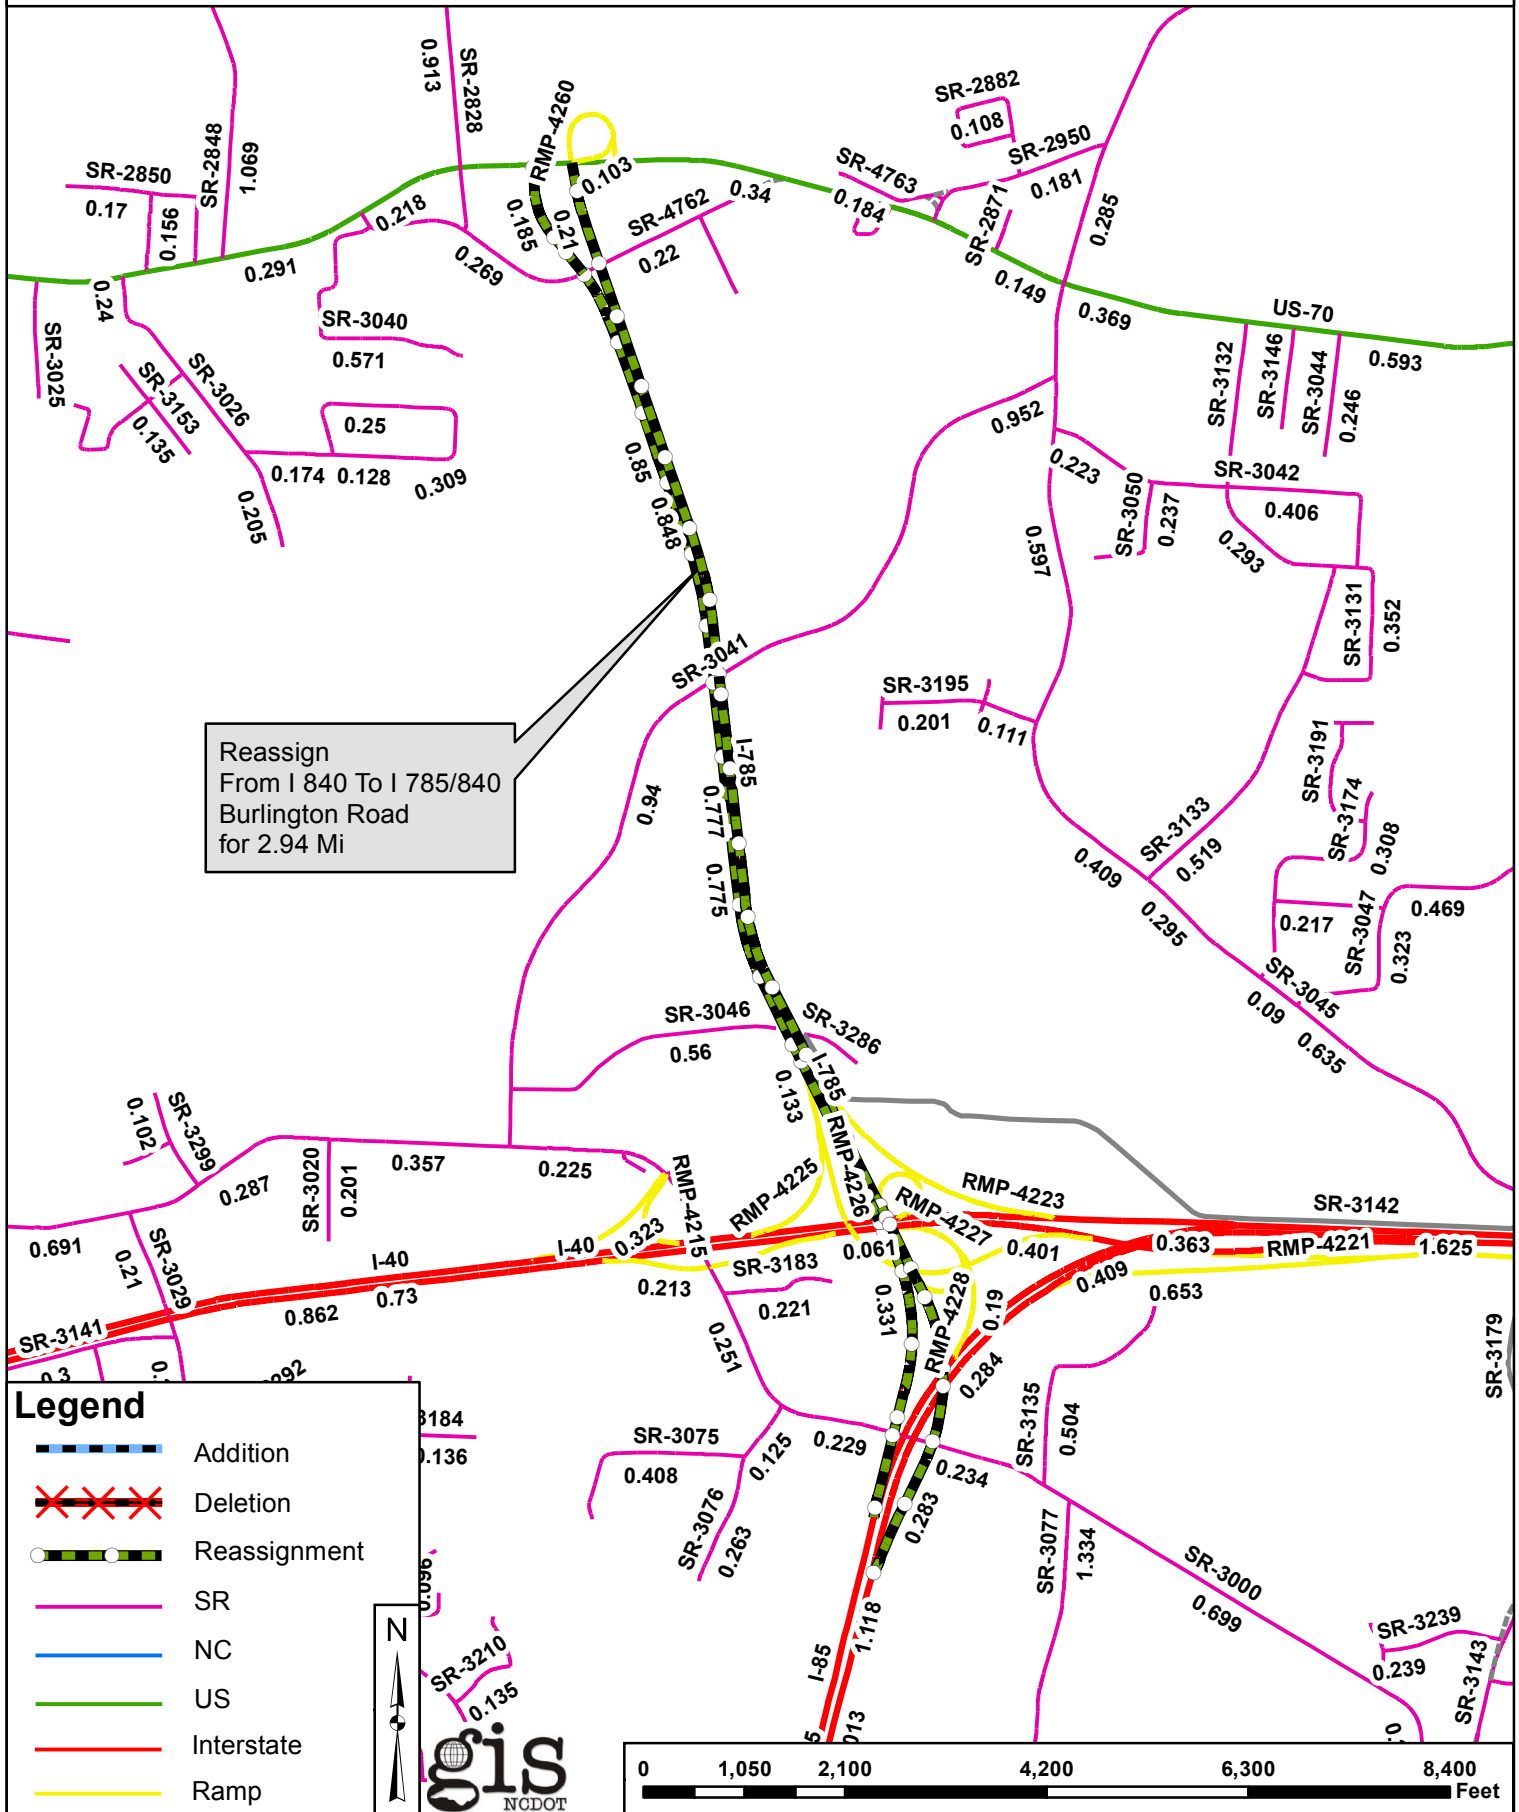 SR-2848
1.069
0.913
SR-2828
RMP-4260
SR-2882
0.108
SR-2950
0.181
SR-4763
0.184
SR-2871
0.285
SR-2850
0.17
0.156
0.218
0.185
0.21
0.103
SR-4762
0.34
0.22
0.269
0.291
0.24
0.149
0.369
US-70
0.593
SR-3025
SR-3040
0.571
SR-3153
0.135
SR-3026
0.25
0.174
0.128
0.309
0.205
SR-3132
SR-3146
SR-3044
0.246
0.952
0.223
SR-3050
0.237
SR-3042
0.406
0.293
0.85
0.848
0.597
SR-3131
0.352
SR-3041
SR-3195
0.201
0.111
Reassign
From I 840 To I 785/840
Burlington Road
for 2.94 Mi
I-785
0.777
0.94
0.775
SR-3191
SR-3174
0.308
SR-3133
0.519
0.409
0.295
0.217
SR-3047
0.323
0.469
SR-3045
0.09
0.635
SR-3046
0.56
SR-3286
I-785
0.133
0.102
SR-3299
0.287
SR-3020
0.201
0.357
0.225
RMP-4215
RMP-4225
RMP-4226
RMP-4223
RMP-4227
SR-3142
0.691
0.21
SR-3029
I-40
I-40
0.323
0.061
0.401
0.363
RMP-4221
1.625
0.409
0.653
SR-3183
0.213
0.221
0.862
0.73
SR-3141
0.331
RMP-4228
0.19
0.284
0.251
SR-3179
0.3
0.
292
3184
0.136
SR-3075
0.408
0.125
0.229
0.234
SR-3135
0.504
SR-3076
0.263
0.283
SR-3077
1.334
SR-3000
0.699
0.096
SR-3210
0.135
I-85
1.118
5
013
SR-3239
0.239
SR-3143
0.
Legend
Addition
Deletion
Reassignment
SR
NC
US
Interstate
Ramp
N
gis
NCDOT
0 1,050 2,100 4,200 6,300 8,400
Feet